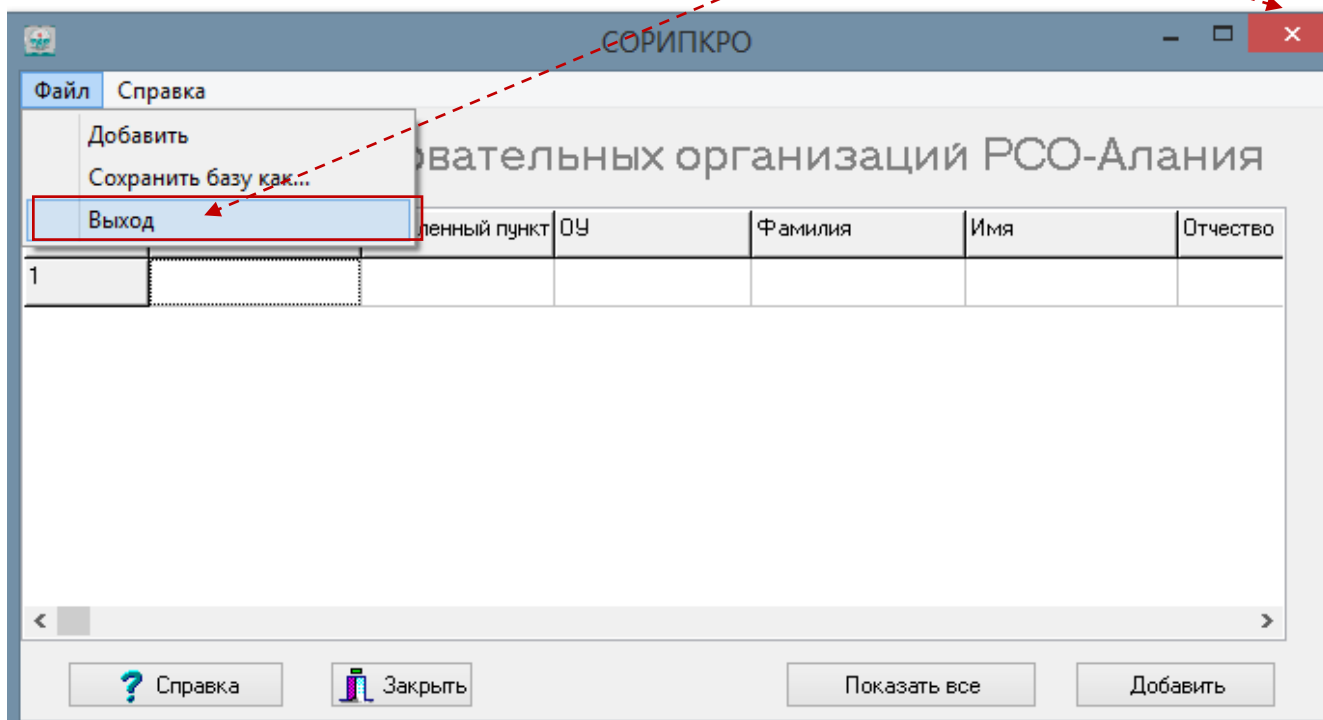 СОРИПКРО
Файл Справка
Добавить
Сохранить базу как...
Выход
овательных организаций РСО-Алания
ленный пункт ОУ Фамилия Имя Отчество
1
Справка Закрыть Показать все Добавить